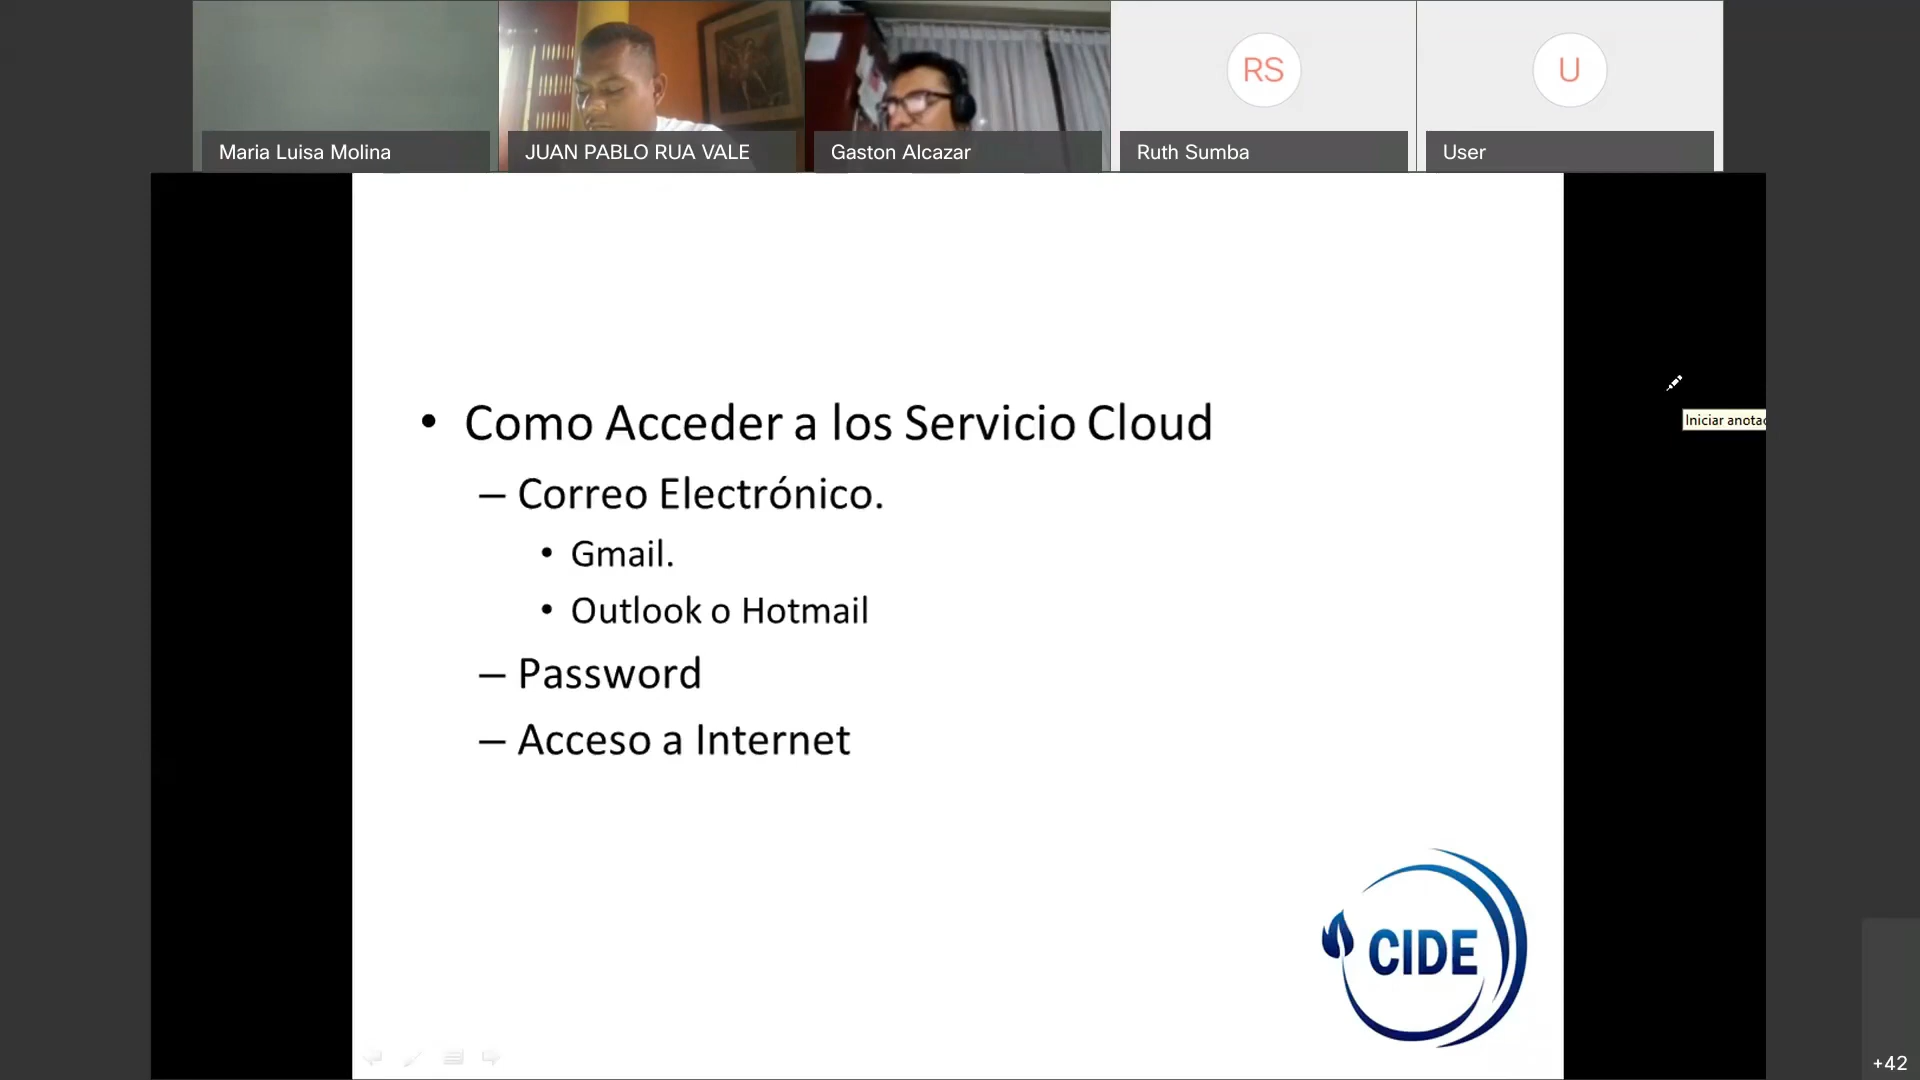 RS
U
Maria Luisa Molina
JUAN PABLO RUA VALE
Gaston Alcazar
Ruth Sumba
User
• Como Acceder a los Servicio Cloud
– Correo Electrónico.
• Gmail.
• Outlook o Hotmail
– Password
– Acceso a Internet
Iniciar anotac
CIDE
+42